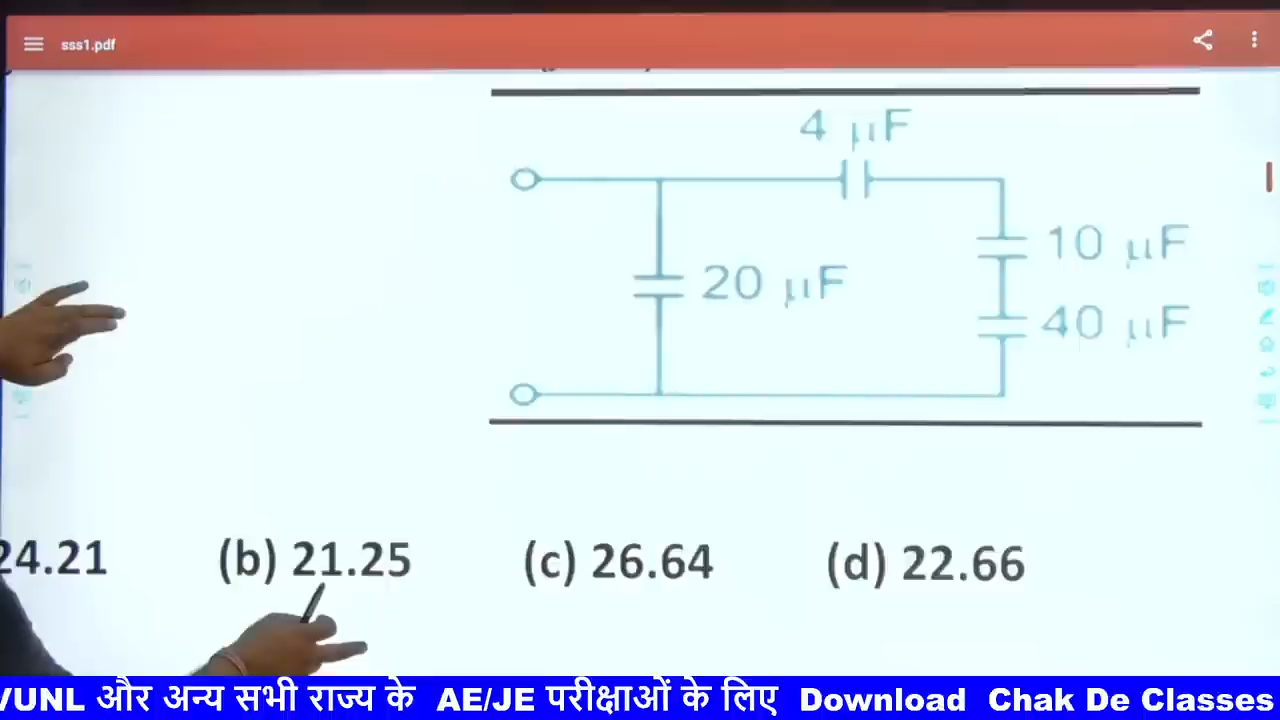 sss1.pdf
4 µF
10 µF
20 µF
40 µF
24.21 (b) 21.25 (c) 26.64 (d) 22.66
/UNL और अन्य सभी राज्य के AE/JE परीक्षाओं के लिए Download Chak De Classes